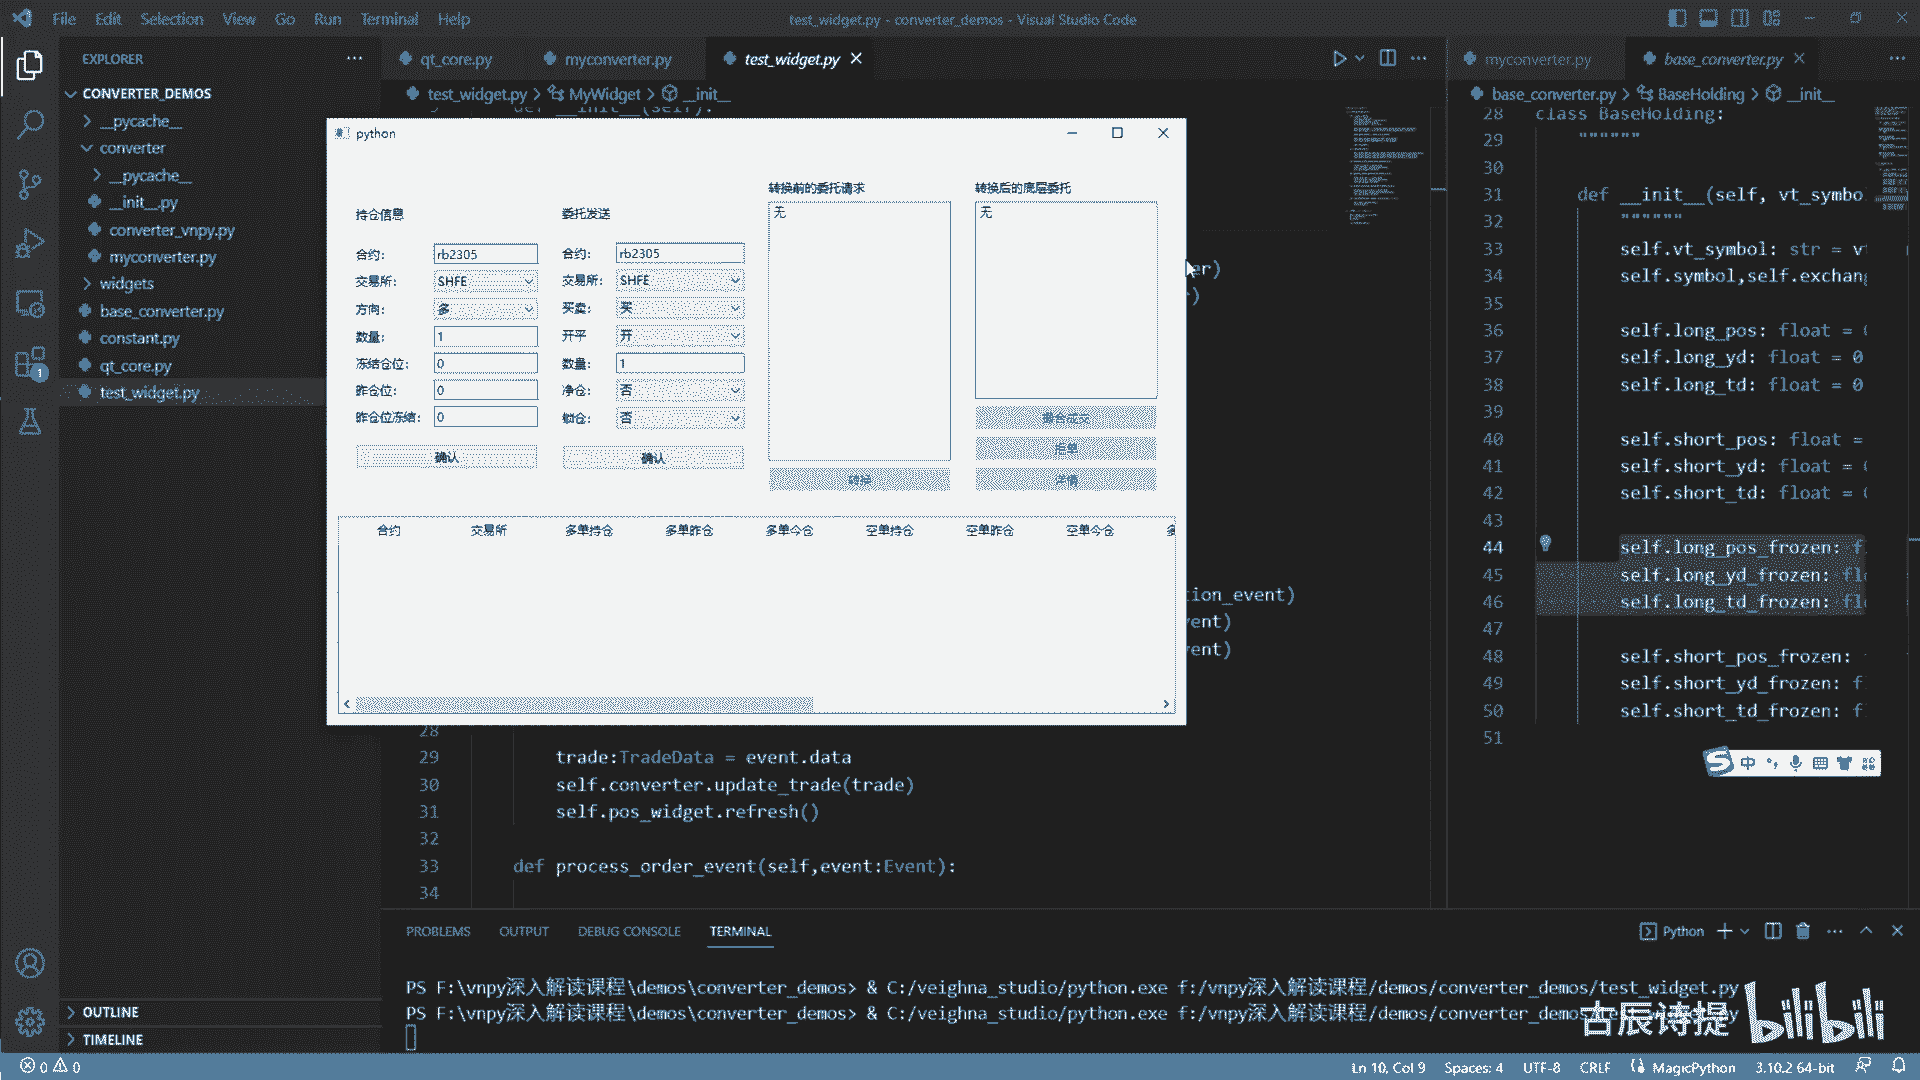 File Edit Selection View Go Run Terminal Help
test_widget.py - converter_demos - Visual Studio Code
EXPLORER
CONVERTER_DEMOS
__pycache__
converter
__pycache__
__init__.py
converter_vnpy.py
myconverter.py
widgets
base_converter.py
constant.py
qt_core.py
test_widget.py
OUTLINE
TIMELINE
qt_core.py
myconverter.py
test_widget.py
test_widget.py > MyWidget > __init__
python
持仓信息
合约: rb2305
交易所: SHFE
方向: 多
数量: 1
冻结仓位: 0
昨仓位: 0
昨仓位冻结: 0
确认
委托发送
合约: rb2305
交易所: SHFE
买卖: 买
开平 开
数量: 1
净仓: 否
锁仓: 否
确认
转换前的委托请求
无
转换
转换后的底层委托
无
撮合成交
拒单
详情
合约 交易所 多单持仓 多单昨仓 多单今仓 空单持仓 空单昨仓 空单今仓
er)
)
tion_event)
vent)
vent)
28
29 trade:TradeData = event.data
30 self.converter.update_trade(trade)
31 self.pos_widget.refresh()
32
33 def process_order_event(self,event:Event):
34
myconverter.py
base_converter.py
base_converter.py > BaseHolding > __init__
28 class BaseHolding:
29 """"""
30
31 def __init__(self, vt_symbo
32 """"""
33 self.vt_symbol: str = v
34 self.symbol,self.exchan
35
36 self.long_pos: float =
37 self.long_yd: float = 0
38 self.long_td: float = 0
39
40 self.short_pos: float =
41 self.short_yd: float =
42 self.short_td: float =
43
44 self.long_pos_frozen: f
45 self.long_yd_frozen: fl
46 self.long_td_frozen: fl
47
48 self.short_pos_frozen:
49 self.short_yd_frozen: f
50 self.short_td_frozen: f
51
中
PROBLEMS OUTPUT DEBUG CONSOLE TERMINAL
Python
PS F:\vnpy深入解读课程\demos\converter_demos> & C:/veighna_studio/python.exe f:/vnpy深入解读课程/demos/converter_demos/test_widget.py
PS F:\vnpy深入解读课程\demos\converter_demos> & C:/veighna_studio/python.exe f:/vnpy深入解读课程/demos/converter_demos
古辰诗提 bilibili
0 0
Ln 10, Col 9 Spaces: 4 UTF-8 CRLF MagicPython 3.10.2 64-bit